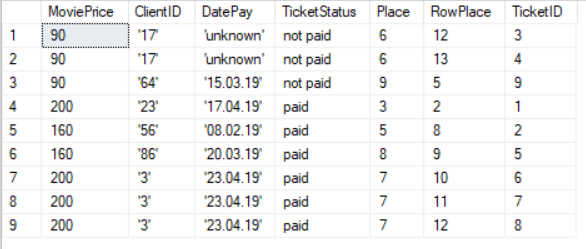 MoviePrice ClientID DatePay TicketStatus Place RowPlace TicketID
1 90 '17' 'unknown' not paid 6 12 3
2 90 '17' 'unknown' not paid 6 13 4
3 90 '64' '15.03.19' not paid 9 5 9
4 200 '23' '17.04.19' paid 3 2 1
5 160 '56' '08.02.19' paid 5 8 2
6 160 '86' '20.03.19' paid 8 9 5
7 200 '3' '23.04.19' paid 7 10 6
8 200 '3' '23.04.19' paid 7 11 7
9 200 '3' '23.04.19' paid 7 12 8